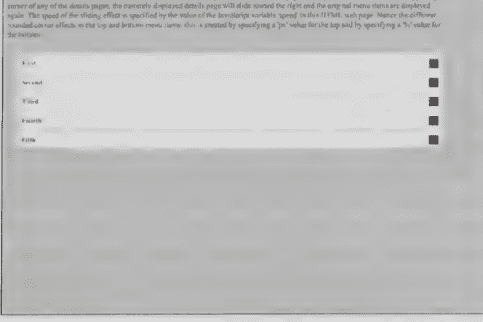 corner of any of the details pages, the currently displayed details page will slide toward the right and the original menu items are displayed
again. The speed of the sliding effect is specified by the value of the JavaScript variable 'speed' in this HTML web page. Notice the different
rounded corner effects in the top and bottom menu items; this is created by specifying a value for the top and by specifying a value for
the bottom.
First
Second
Third
Fourth
Fifth